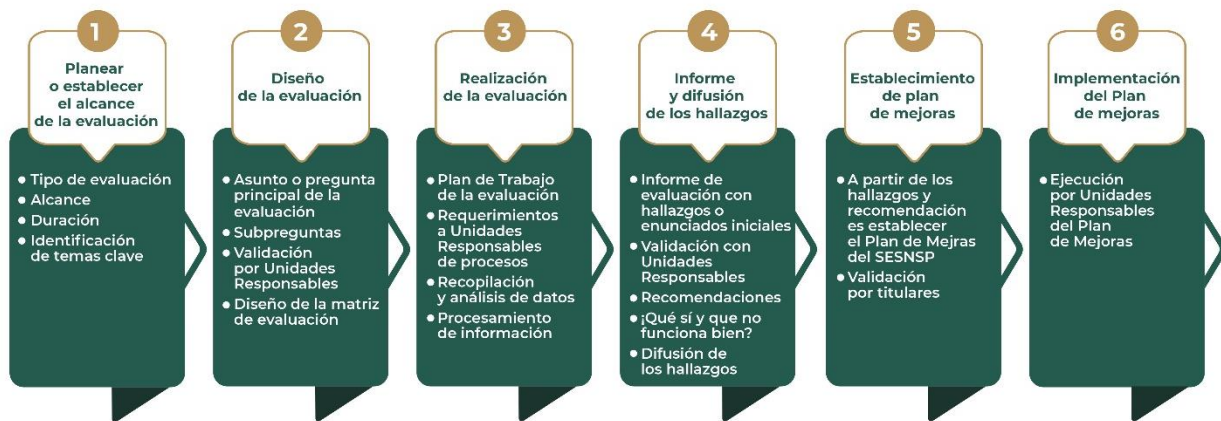 1
Planear
o establecer
el alcance
de la evaluación
• Tipo de evaluación
• Alcance
• Duración
• Identificación
de temas clave
2
Diseño
de la evaluación
• Asunto o pregunta
principal de la
evaluación
• Subpreguntas
• Validación
por Unidades
Responsables
• Diseño de la matriz
de evaluación
3
Realización
de la evaluación
• Plan de Trabajo
de la evaluación
• Requerimientos
a Unidades
Responsables
de procesos
• Recopilación
y análisis de datos
• Procesamiento
de información
4
Informe
y difusión
de los hallazgos
• Informe de
evaluación con
hallazgos o
enunciados iniciales
• Validación con
Unidades
Responsables
• Recomendaciones
• ¡Qué sí y que no
funciona bien?
• Difusión de
los hallazgos
5
Establecimiento
de plan
de mejoras
• A partir de los
hallazgos y
recomendación
es establecer
el Plan de Mejras
del SESNSP
• Validación
por titulares
6
Implementación
del Plan
de mejoras
• Ejecución
por Unidades
Responsables
del Plan
de Mejoras